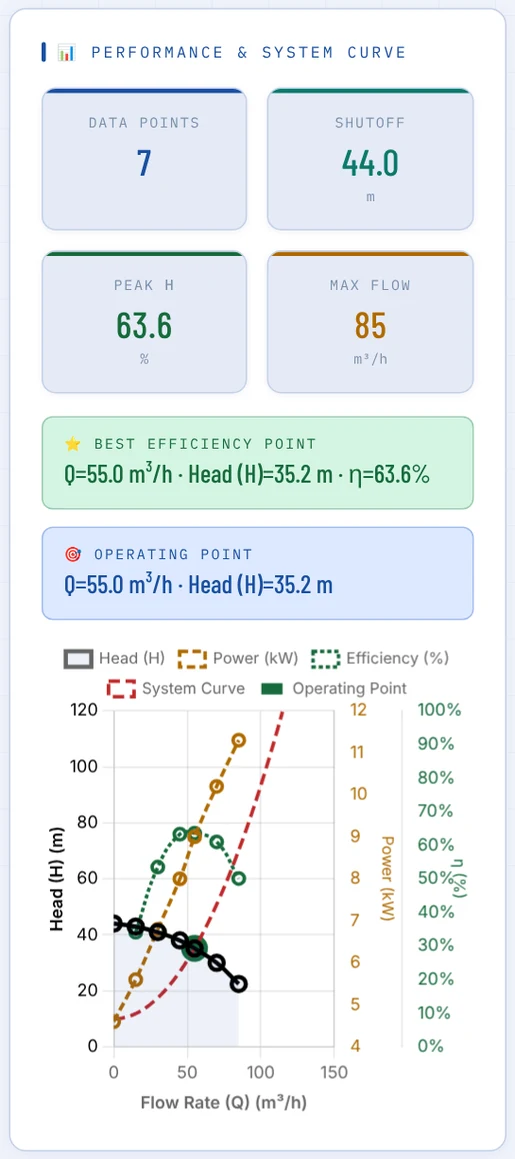 📊 PERFORMANCE & SYSTEM CURVE
DATA POINTS
7
SHUTOFF
44.0
m
PEAK H
63.6
%
MAX FLOW
85
m³/h
⭐ BEST EFFICIENCY POINT
Q=55.0 m³/h · Head (H)=35.2 m · η=63.6%
🎯 OPERATING POINT
Q=55.0 m³/h · Head (H)=35.2 m
Head (H) Power (kW) Efficiency (%)
System Curve Operating Point
Head (H) (m)
120
100
80
60
40
20
0
0 50 100 150
Flow Rate (Q) (m³/h)
12
11
10
9
8
7
6
5
4
Power (kW)
100%
90%
80%
70%
60%
50%
40%
30%
20%
10%
0%
η (%)